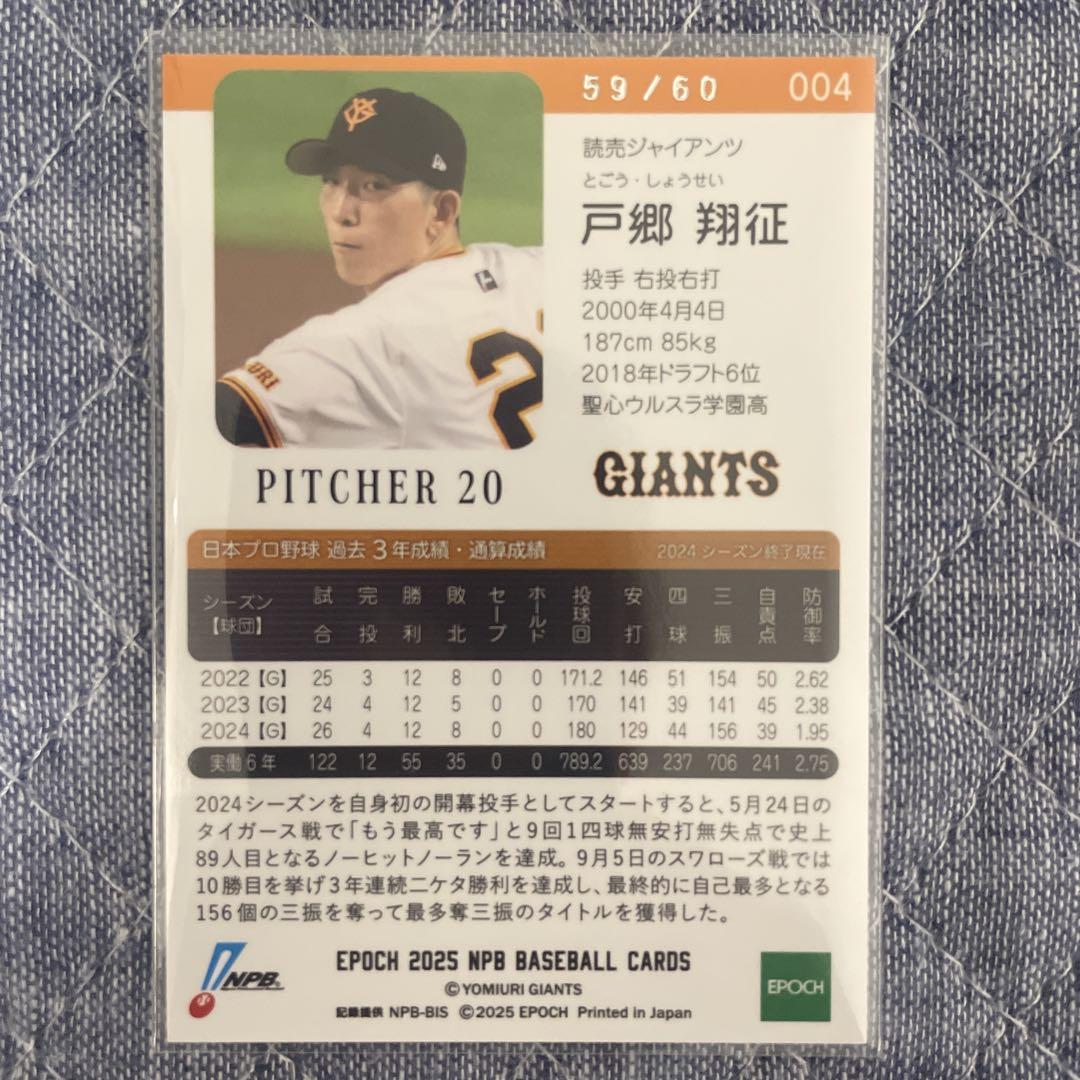 59/60 004
読売ジャイアンツ
とごう・しょうせい
戸郷 翔征
投手 右投右打
2000年4月4日
187cm 85kg
2018年ドラフト6位
聖心ウルスラ学園高
GIANTS
PITCHER 20
日本プロ野球 過去3年成績・通算成績 2024シーズン終了現在
シーズン【球団】 試合 完投 勝利 敗北 セーブ ホールド 投球回 安打 四球 三振 自責点 防御率
2022【G】 25 3 12 8 0 0 171.2 146 51 154 50 2.62
2023【G】 24 4 12 5 0 0 170 141 39 141 45 2.38
2024【G】 26 4 12 8 0 0 180 129 44 156 39 1.95
実働6年 122 12 55 35 0 0 789.2 639 237 706 241 2.75
2024シーズンを自身初の開幕投手としてスタートすると、5月24日の
タイガース戦で「もう最高です」と9回1四球無安打無失点で史上
89人目となるノーヒットノーランを達成。9月5日のスワローズ戦では
10勝目を挙げ3年連続二ケタ勝利を達成し、最終的に自己最多となる
156個の三振を奪って最多奪三振のタイトルを獲得した。
NPB
EPOCH 2025 NPB BASEBALL CARDS
©YOMIURI GIANTS
記録提供 NPB-BIS ©2025 EPOCH Printed in Japan
EPOCH